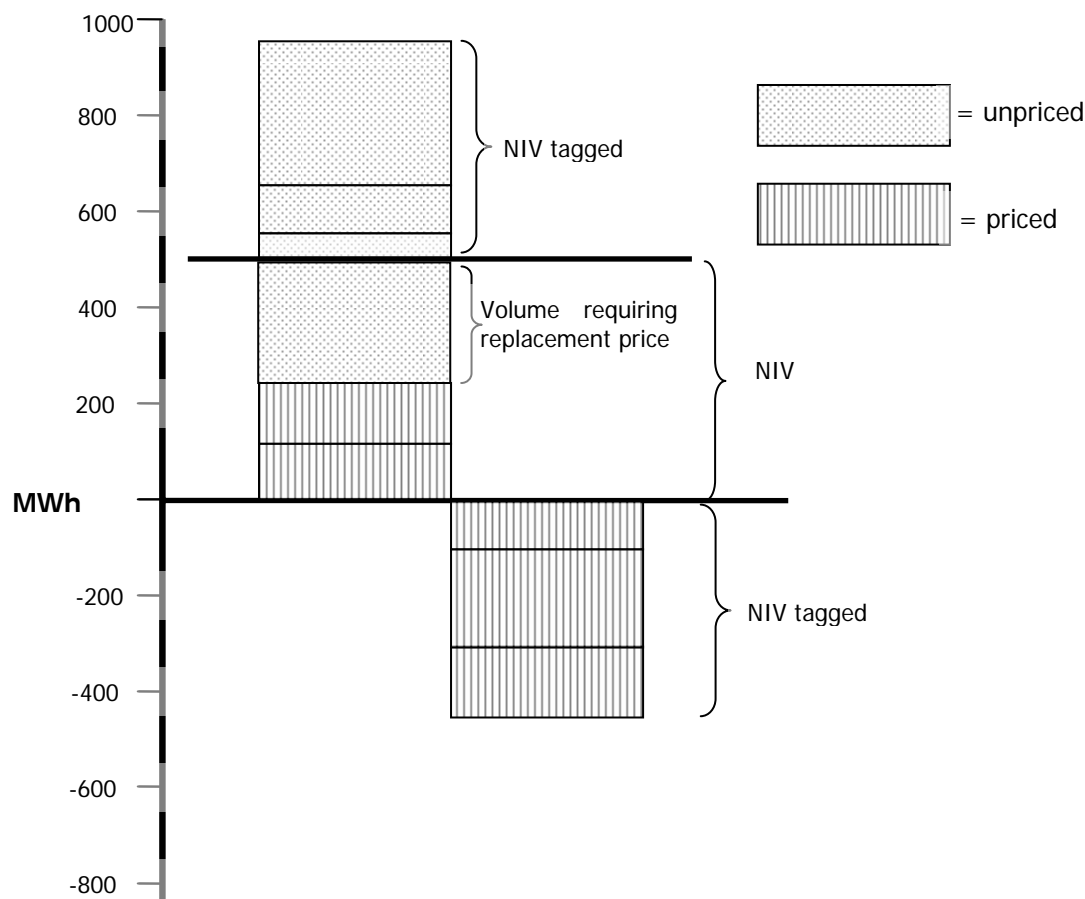 1000
800
600
400
200
MWh
-200
-400
-600
-800
NIV tagged
Volume requiring
replacement price
NIV
NIV tagged
= unpriced
= priced